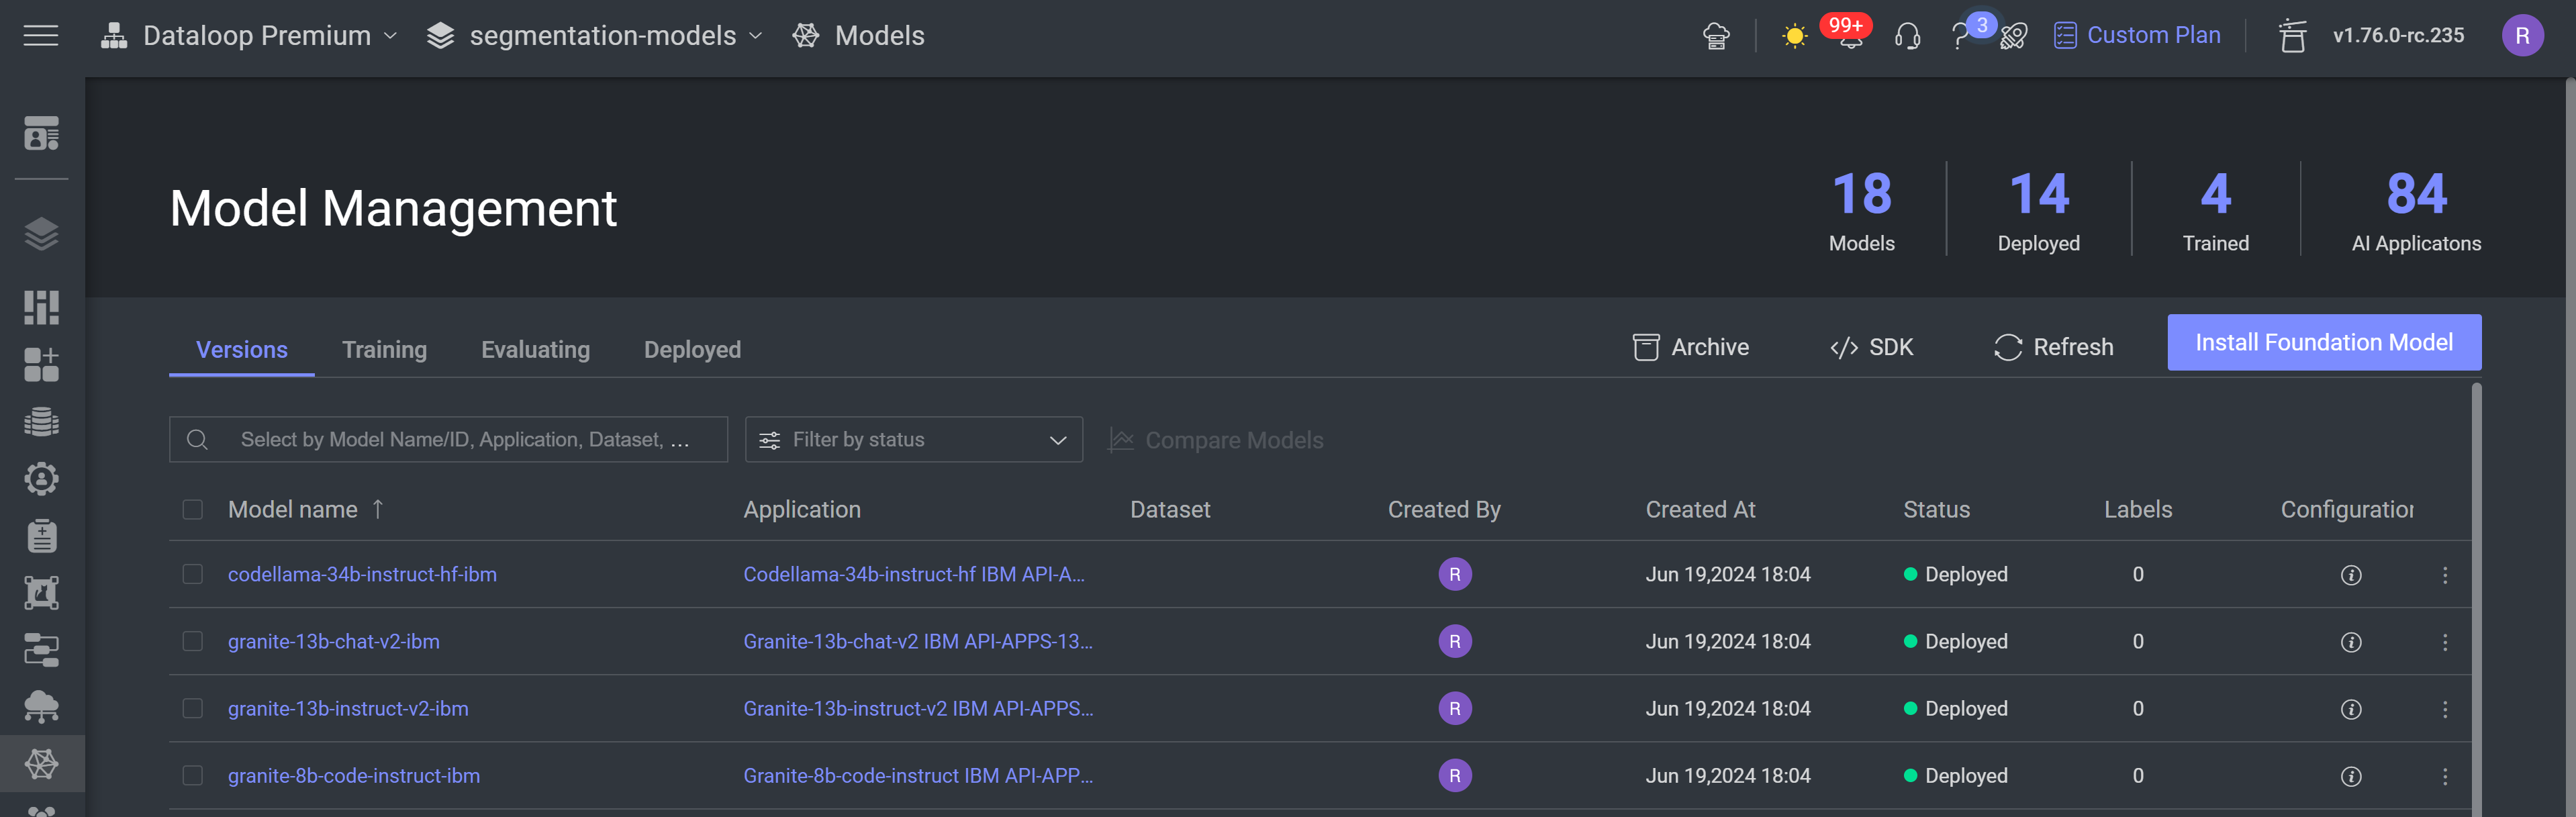 Dataloop Premium segmentation-models Models 99+ 3 Custom Plan v1.76.0-rc.235 R
Model Management
18 14 4 84
Models Deployed Trained AI Applicatons
Versions Training Evaluating Deployed Archive </> SDK Refresh Install Foundation Model
Select by Model Name/ID, Application, Dataset, ... Filter by status Compare Models
Model name ↑ Application Dataset Created By Created At Status Labels Configuration
codellama-34b-instruct-hf-ibm Codellama-34b-instruct-hf IBM API-A... R Jun 19,2024 18:04 Deployed 0
granite-13b-chat-v2-ibm Granite-13b-chat-v2 IBM API-APPS-13... R Jun 19,2024 18:04 Deployed 0
granite-13b-instruct-v2-ibm Granite-13b-instruct-v2 IBM API-APPS... R Jun 19,2024 18:04 Deployed 0
granite-8b-code-instruct-ibm Granite-8b-code-instruct IBM API-APP... R Jun 19,2024 18:04 Deployed 0